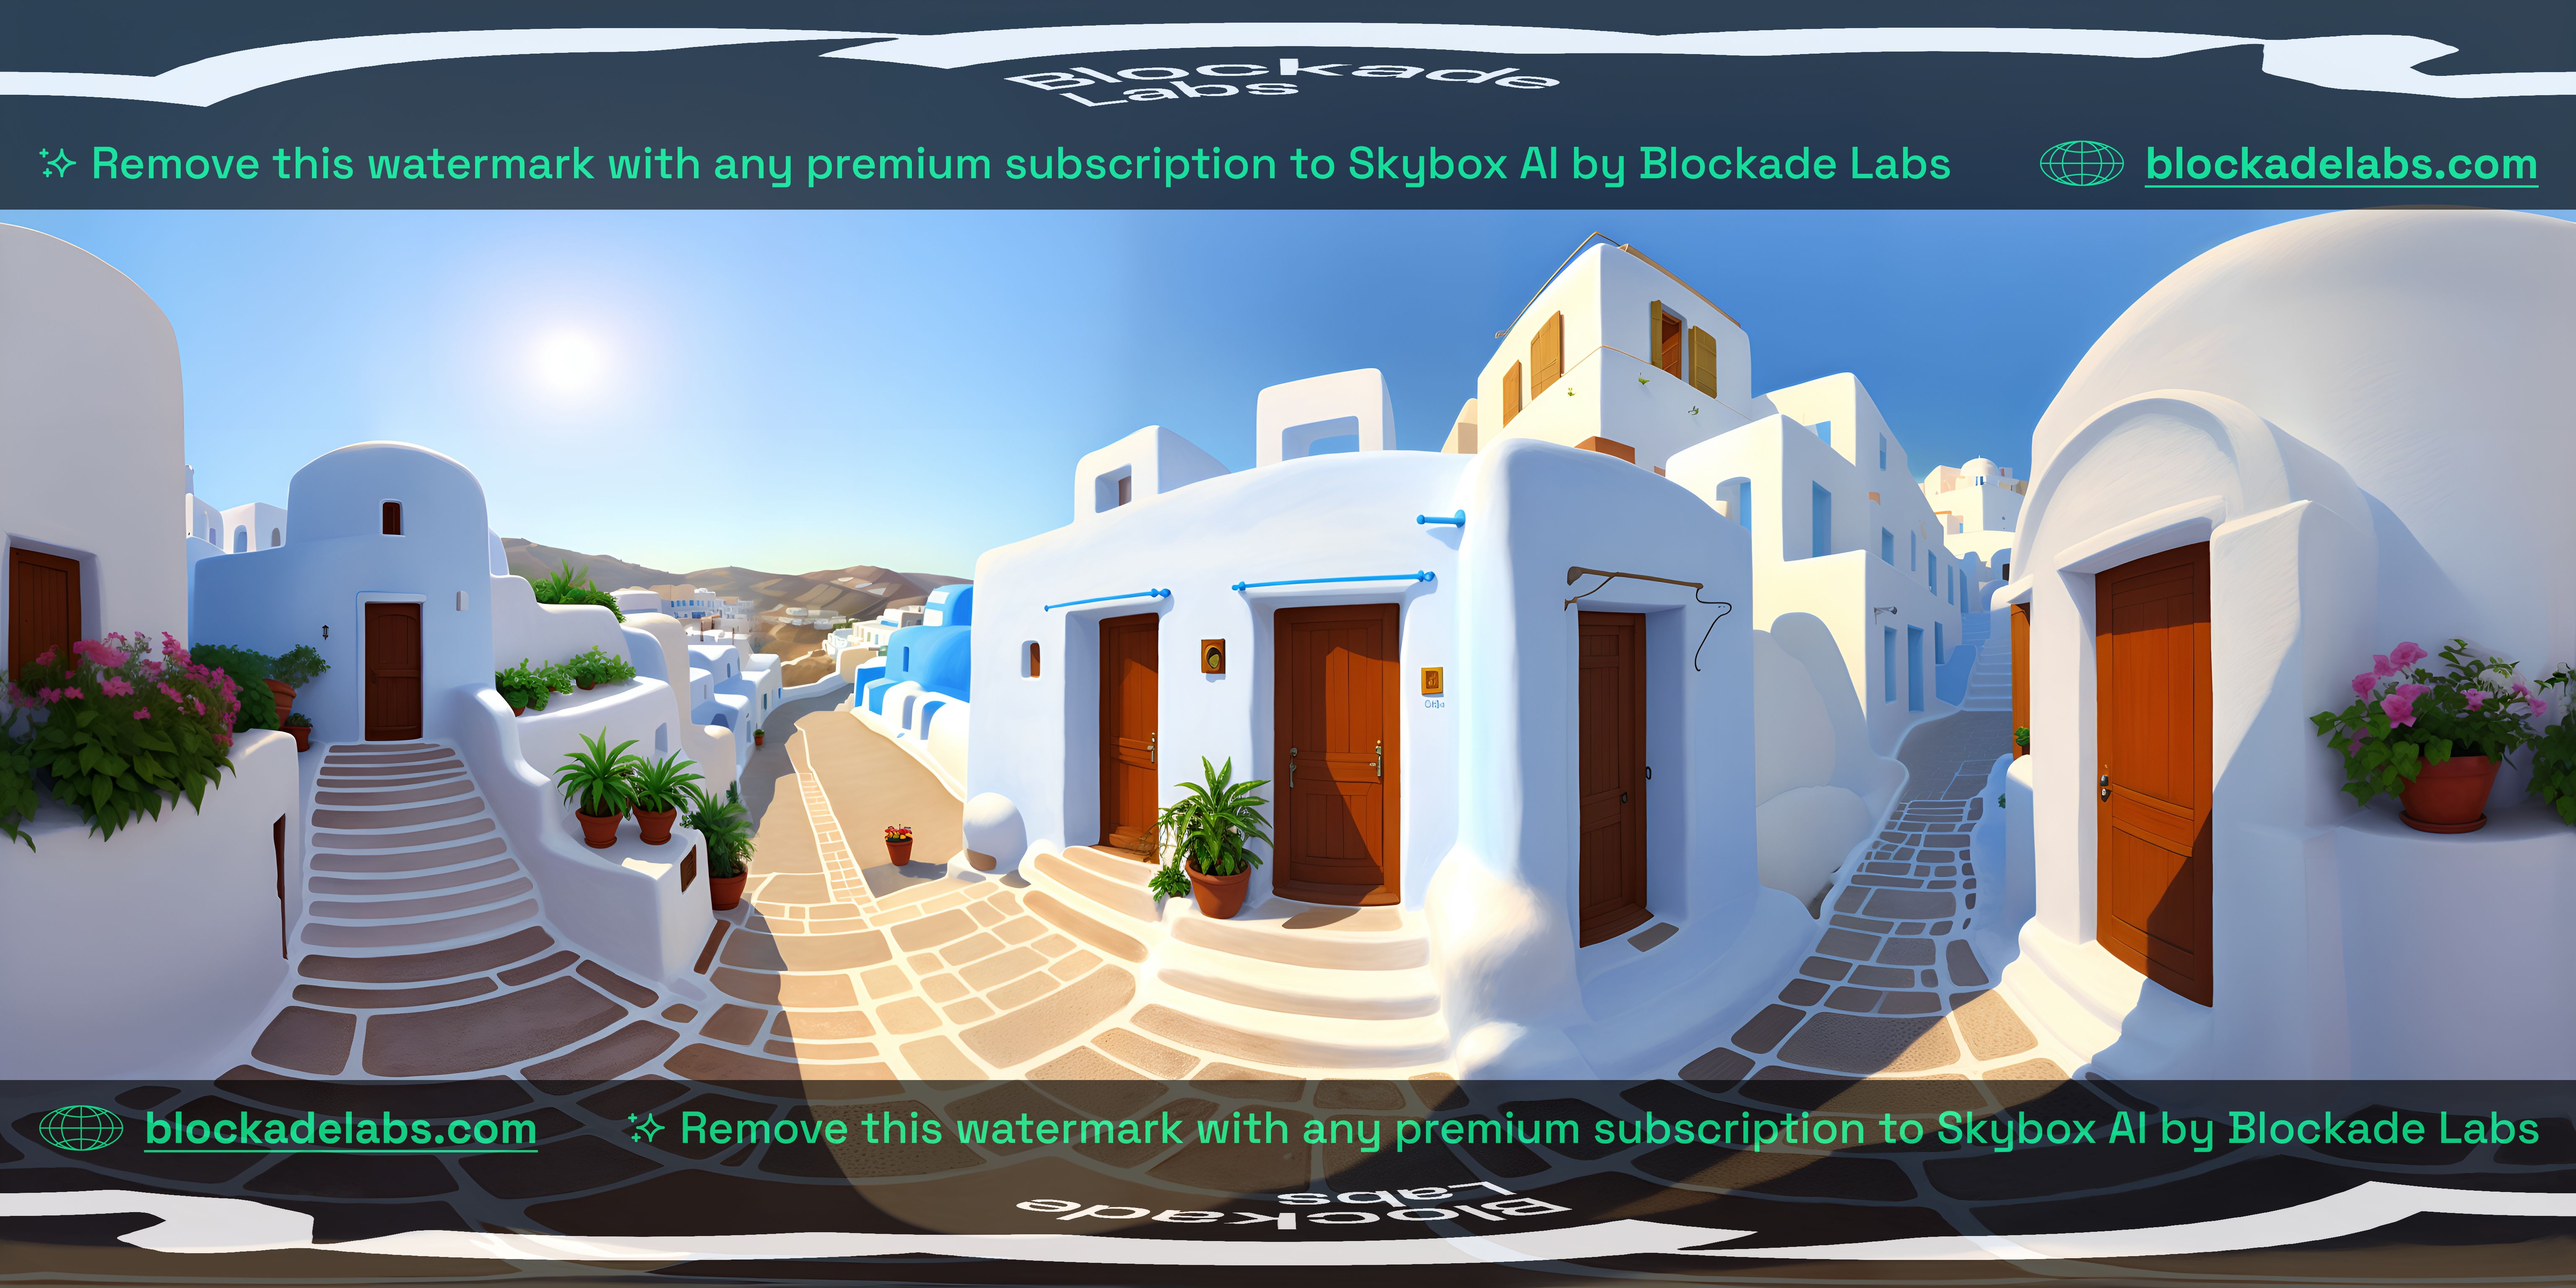 Blockade
Labs
Remove this watermark with any premium subscription to Skybox AI by Blockade Labs
blockadelabs.com
blockadelabs.com
Remove this watermark with any premium subscription to Skybox AI by Blockade Labs
Labs
Blockade